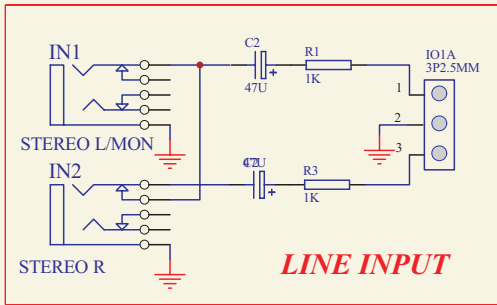 IN1
C2
47U
R1
1K
IO1A
3P2.5MM
1
2
3
STEREO L/MON
IN2
47U
R3
1K
STEREO R
LINE INPUT